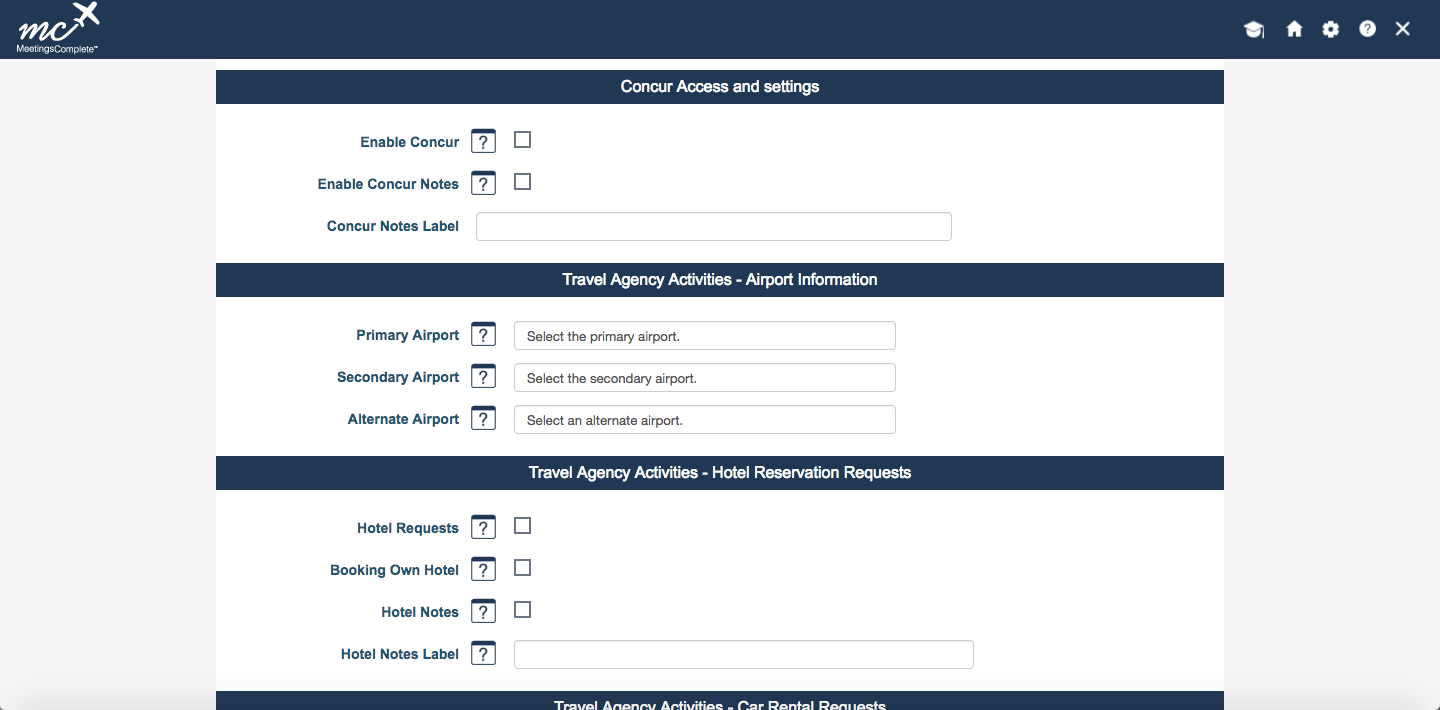 mc
MeetingsComplete™
?
Concur Access and settings
Enable Concur ?
Enable Concur Notes ?
Concur Notes Label
Travel Agency Activities - Airport Information
Primary Airport ? Select the primary airport.
Secondary Airport ? Select the secondary airport.
Alternate Airport ? Select an alternate airport.
Travel Agency Activities - Hotel Reservation Requests
Hotel Requests ?
Booking Own Hotel ?
Hotel Notes ?
Hotel Notes Label ?
Travel Agency Activities - Car Rental Requests